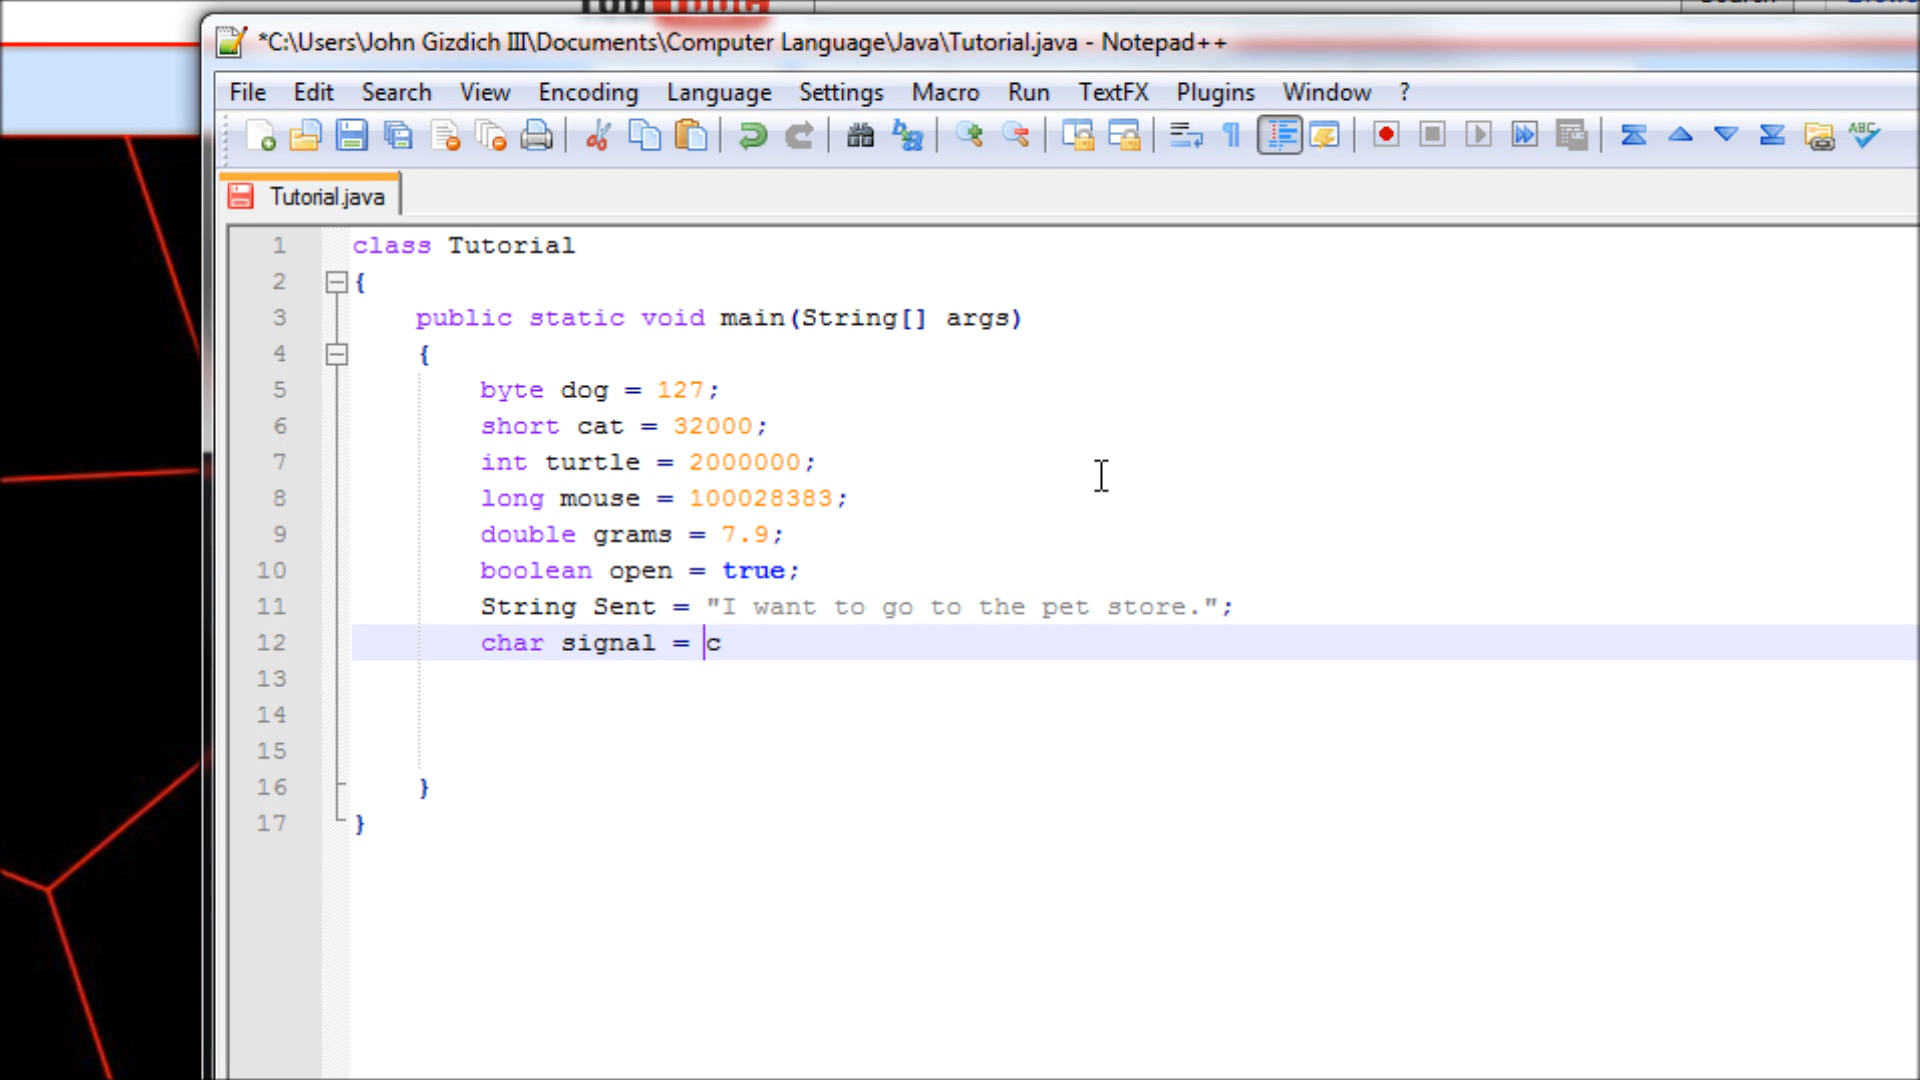 *C:\Users\John Gizdich III\Documents\Computer Language\Java\Tutorial.java - Notepad++
File Edit Search View Encoding Language Settings Macro Run TextFX Plugins Window ?
Tutorial.java
1 class Tutorial
2 {
3 public static void main(String[] args)
4 {
5 byte dog = 127;
6 short cat = 32000;
7 int turtle = 2000000;
8 long mouse = 100028383;
9 double grams = 7.9;
10 boolean open = true;
11 String Sent = "I want to go to the pet store.";
12 char signal = c
13
14
15
16 }
17 }